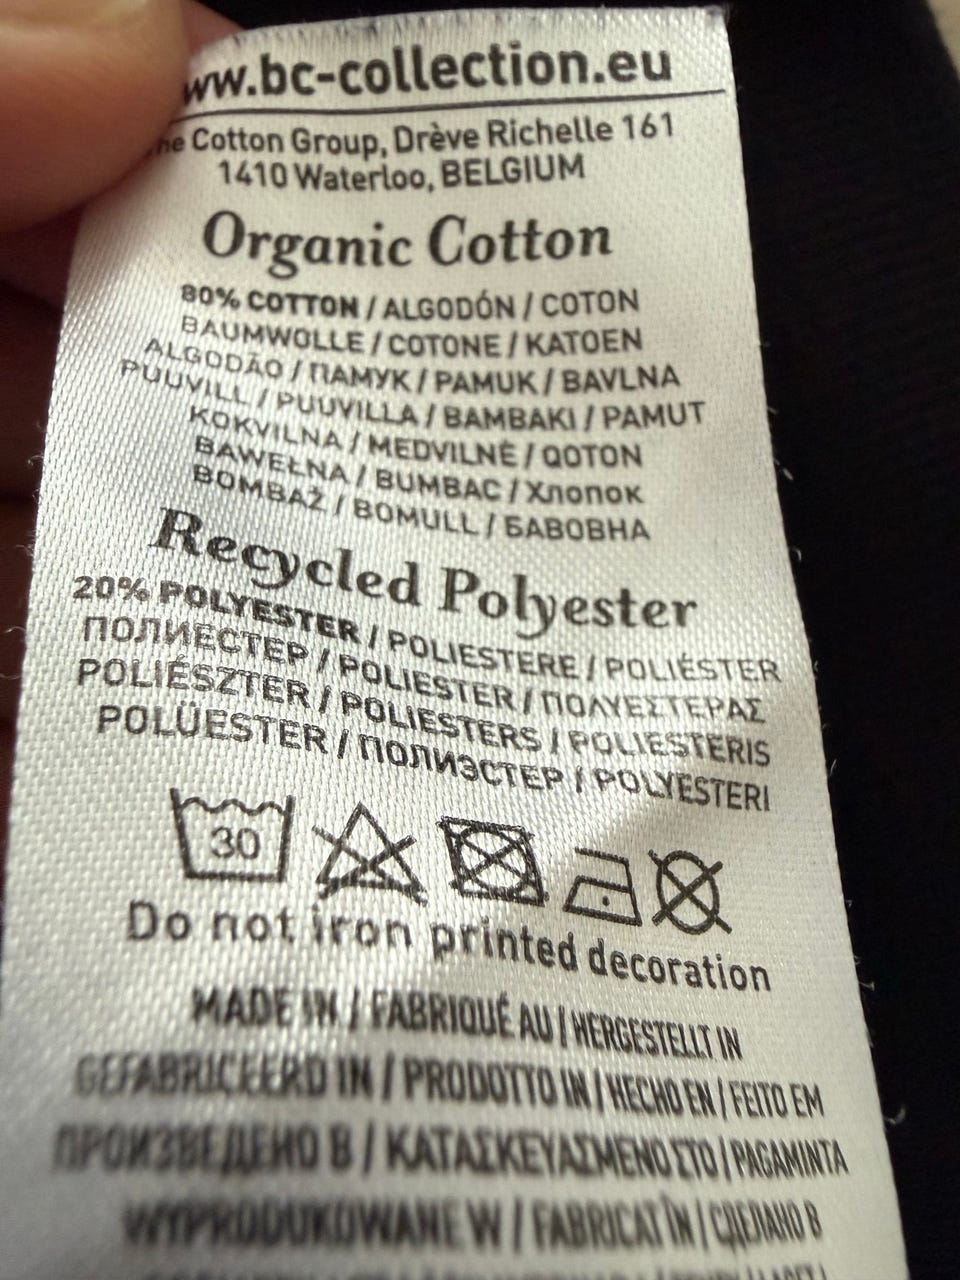 ww.bc-collection.eu
The Cotton Group, Drève Richelle 161
1410 Waterloo, BELGIUM
Organic Cotton
80% COTTON / ALGODÓN / COTON
BAUMWOLLE / COTONE / KATOEN
ALGODÃO / ПАМУК / PAMUK / BAVLNA
PUUVILL / PUUVILLA / BAMBAKI / PAMUT
KOKVILNA / MEDVILNĖ / QOTON
BAWEŁNA / BUMBAC / Хлопок
BOMBAŽ / BOMULL / БАВОВНА
Recycled Polyester
20% POLYESTER / POLIESTERE / POLIÉSTER
ПОЛИЕСТЕР / POLIESTER / ΠΟΛΥΕΣΤΕΡΑΣ
POLIÉSZTER / POLIESTERS / POLIESTERIS
POLÜESTER / ПОЛИЭСТЕР / POLYESTERI
30
Do not iron printed decoration
MADE IN / FABRIQUÉ AU / HERGESTELLT IN
GEFABRICEERD IN / PRODOTTO IN / HECHO EN / FEITO EM
ПРОИЗВЕДЕНО В / ΚΑΤΑΣΚΕΥΑΣΜΕΝΟ ΣΤΟ / PAGAMINTA
WYPRODUKOWANE W / FABRICAT ÎN / СДЕЛАНО В